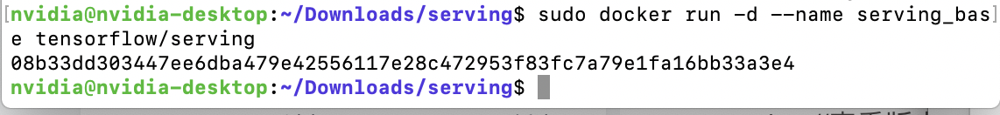 [nvidia@nvidia-desktop:~/Downloads/serving$ sudo docker run -d --name serving_bas]
e tensorflow/serving
08b33dd303447ee6dba479e42556117e28c472953f83fc7a79e1fa16bb33a3e4
nvidia@nvidia-desktop:~/Downloads/serving$